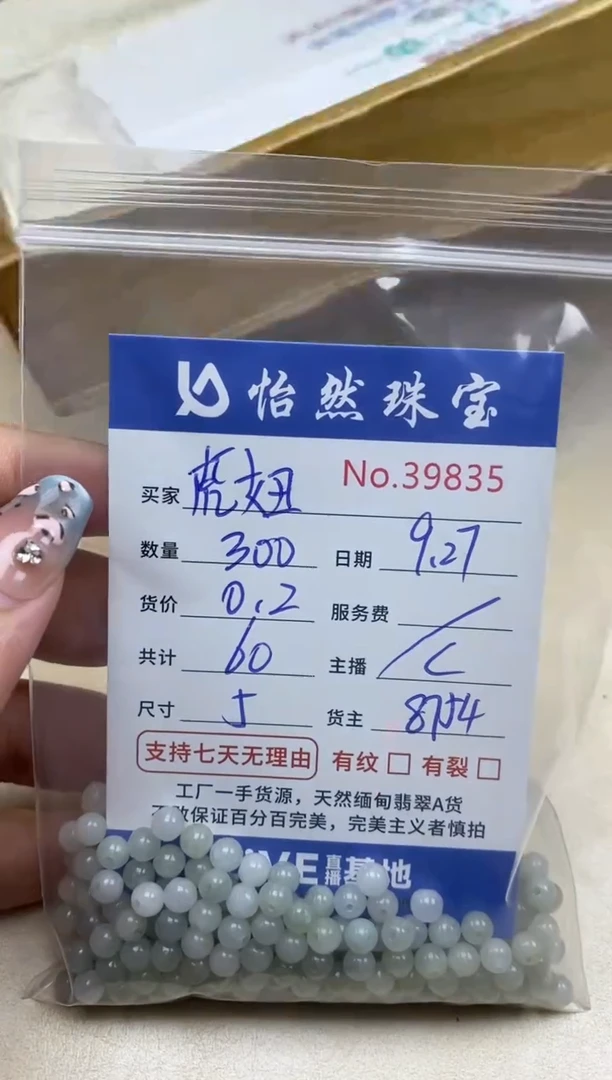 怡然珠宝
No.39835
买家 虎妞
数量 300 日期 9.27
货价 0.2 服务费 /
共计 60 主播 C
尺寸 5 货主 8754
支持七天无理由 有纹 □ 有裂 □
工厂一手货源，天然缅甸翡翠A货
保证百分百完美，完美主义者慎拍
直播基地